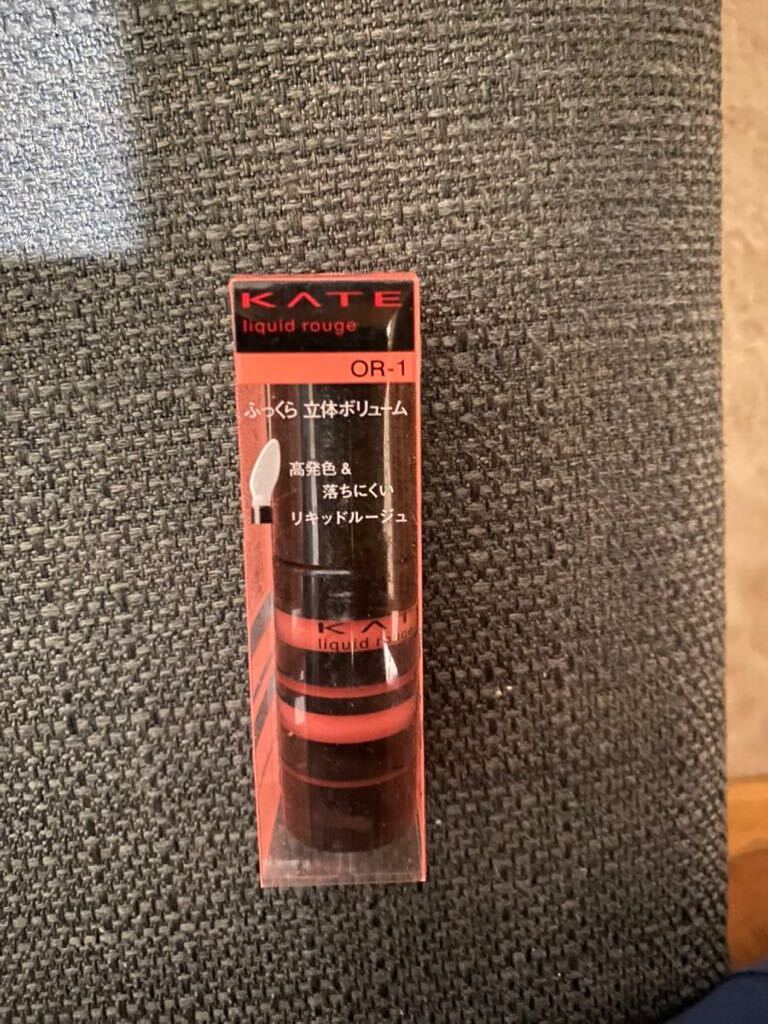 KATE
liquid rouge
OR-1
ふっくら 立体ボリューム
高発色&
落ちにくい
リキッドルージュ
KAT
liquid rouge